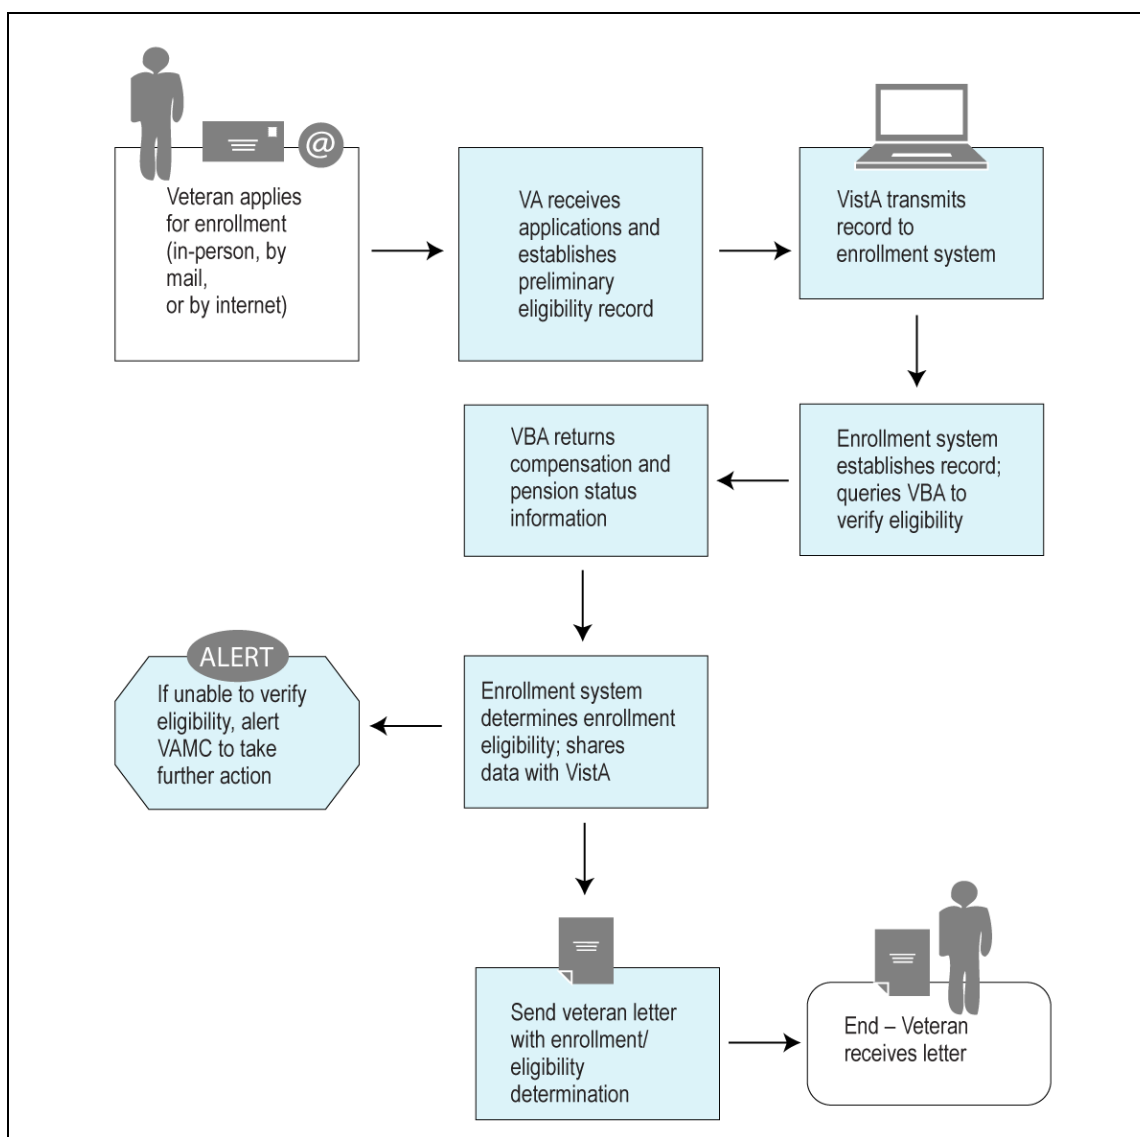 @
Veteran applies
for enrollment
(in-person, by
mail,
or by internet)
VA receives
applications and
establishes
preliminary
eligibility record
VistA transmits
record to
enrollment system
Enrollment system
establishes record;
queries VBA to
verify eligibility
VBA returns
compensation and
pension status
information
Enrollment system
determines enrollment
eligibility; shares
data with VistA
ALERT
If unable to verify
eligibility, alert
VAMC to take
further action
Send veteran letter
with enrollment/
eligibility
determination
End – Veteran
receives letter